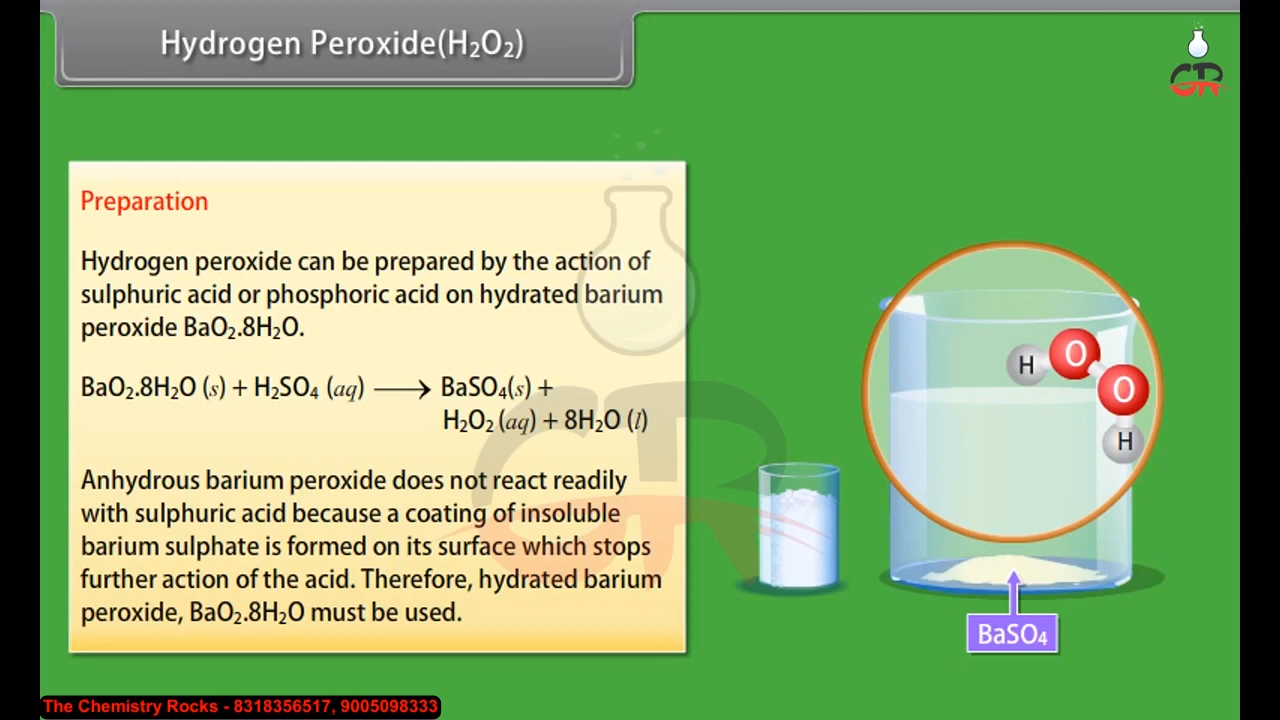 Hydrogen Peroxide(H₂O₂)
CR
Preparation
Hydrogen peroxide can be prepared by the action of
sulphuric acid or phosphoric acid on hydrated barium
peroxide BaO₂.8H₂O.
BaO₂.8H₂O (s) + H₂SO₄ (aq) ⟶ BaSO₄(s) +
H₂O₂ (aq) + 8H₂O (l)
Anhydrous barium peroxide does not react readily
with sulphuric acid because a coating of insoluble
barium sulphate is formed on its surface which stops
further action of the acid. Therefore, hydrated barium
peroxide, BaO₂.8H₂O must be used.
H O
O
H
BaSO₄
CR
The Chemistry Rocks - 8318356517, 9005098333